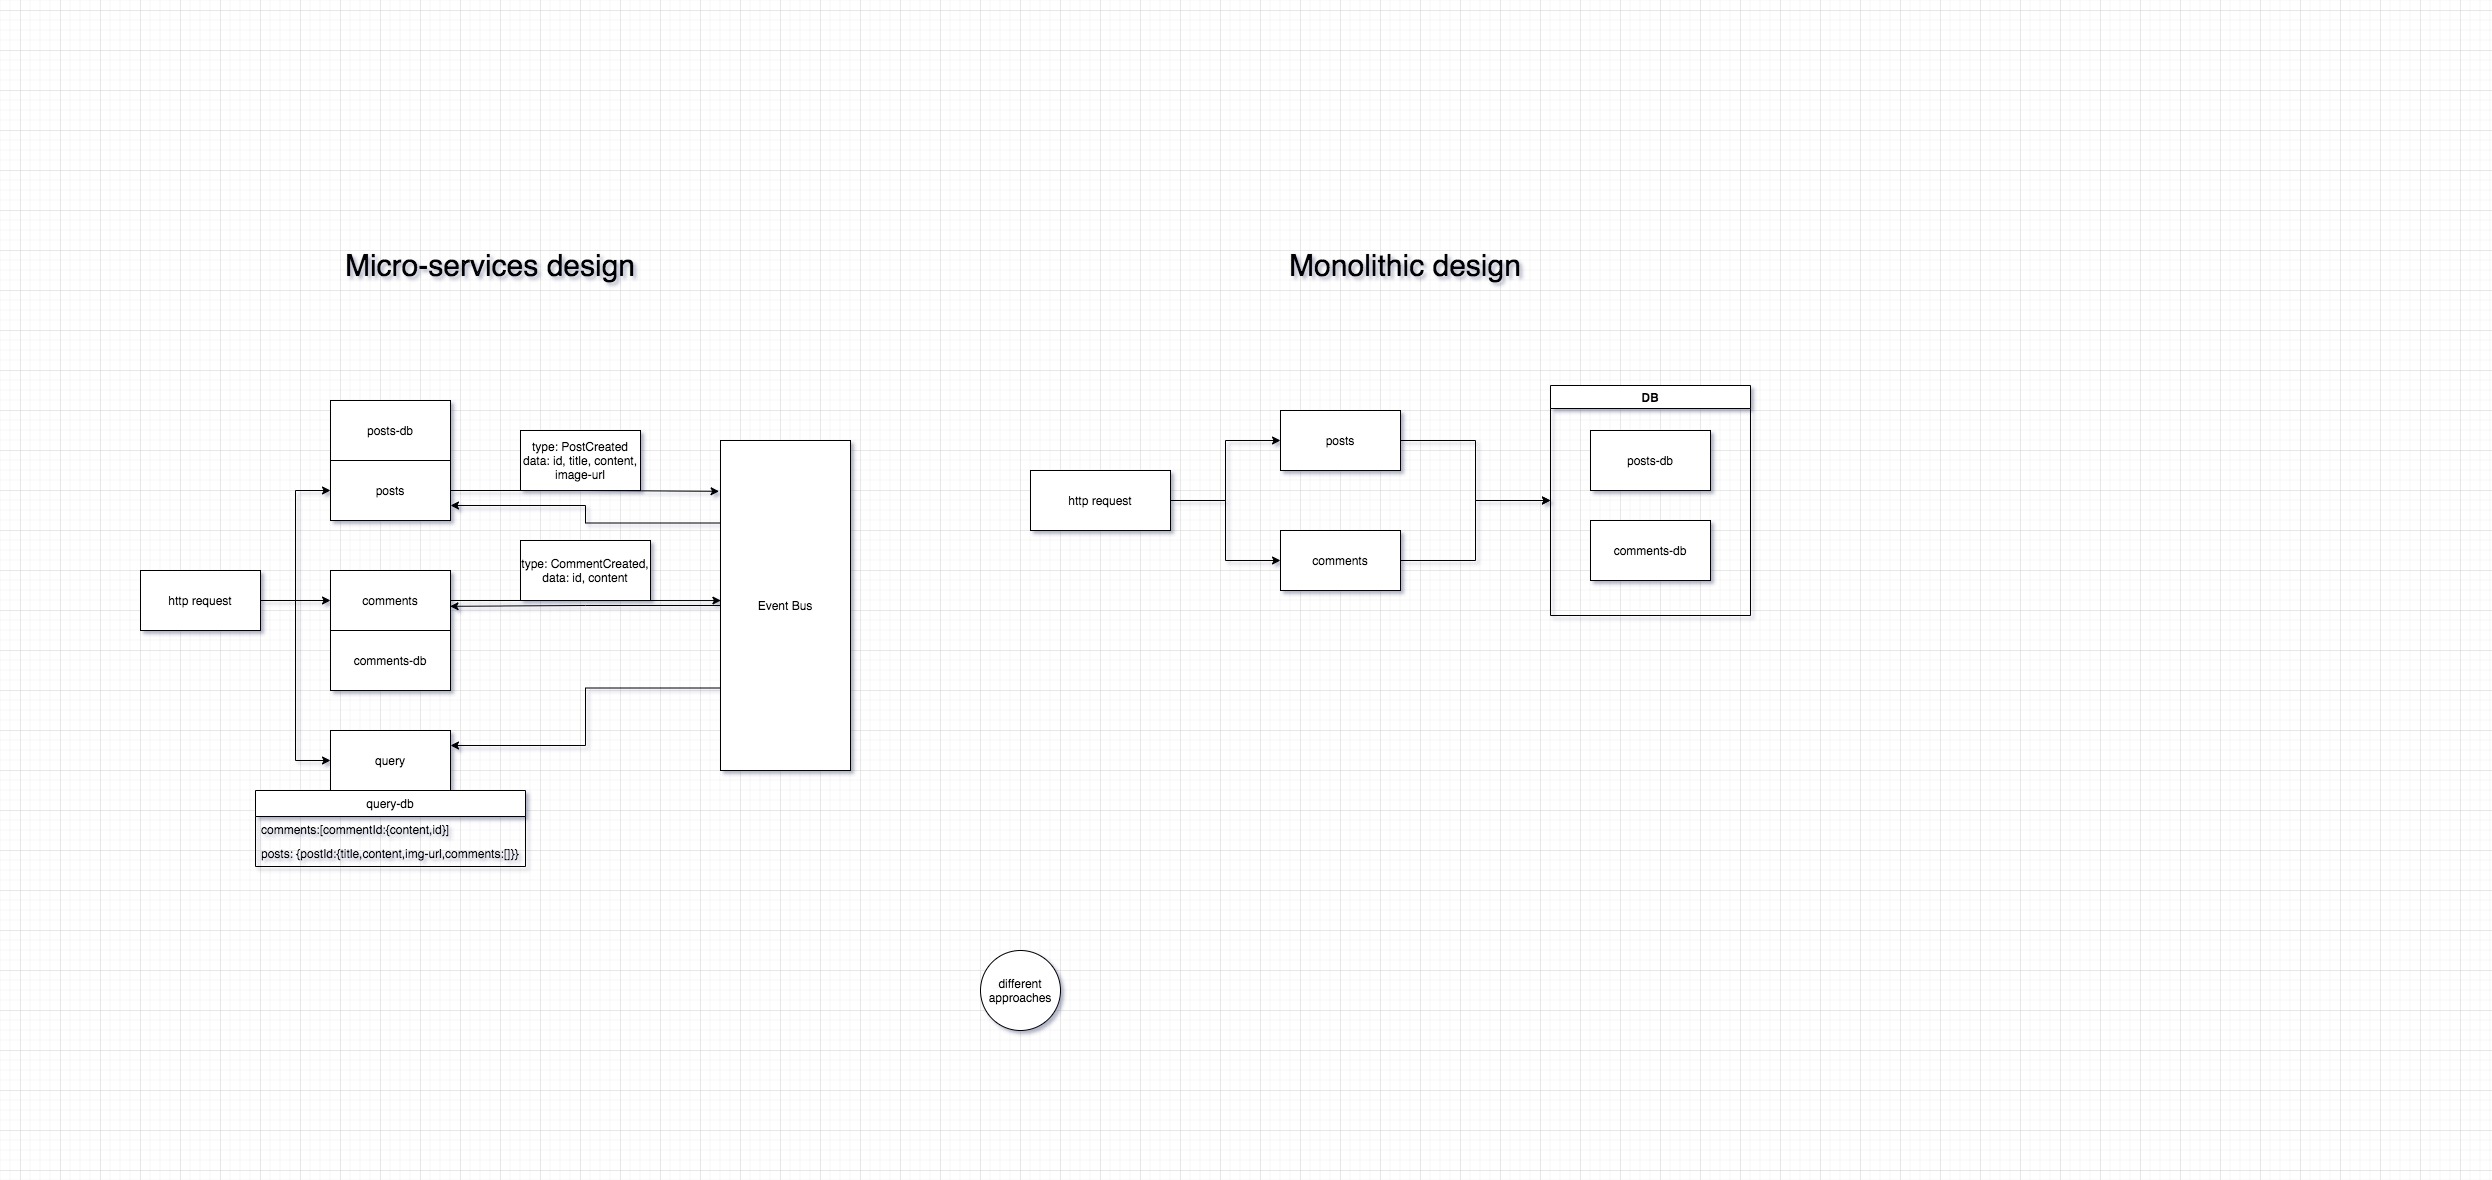 Micro-services design
posts-db
posts
type: PostCreated
data: id, title, content,
image-url
http request
comments
comments-db
type: CommentCreated,
data: id, content
Event Bus
query
query-db
comments:[commentId:{content,id}]
posts: {postId:{title,content,img-url,comments:[]}}
Monolithic design
http request
posts
comments
DB
posts-db
comments-db
different
approaches